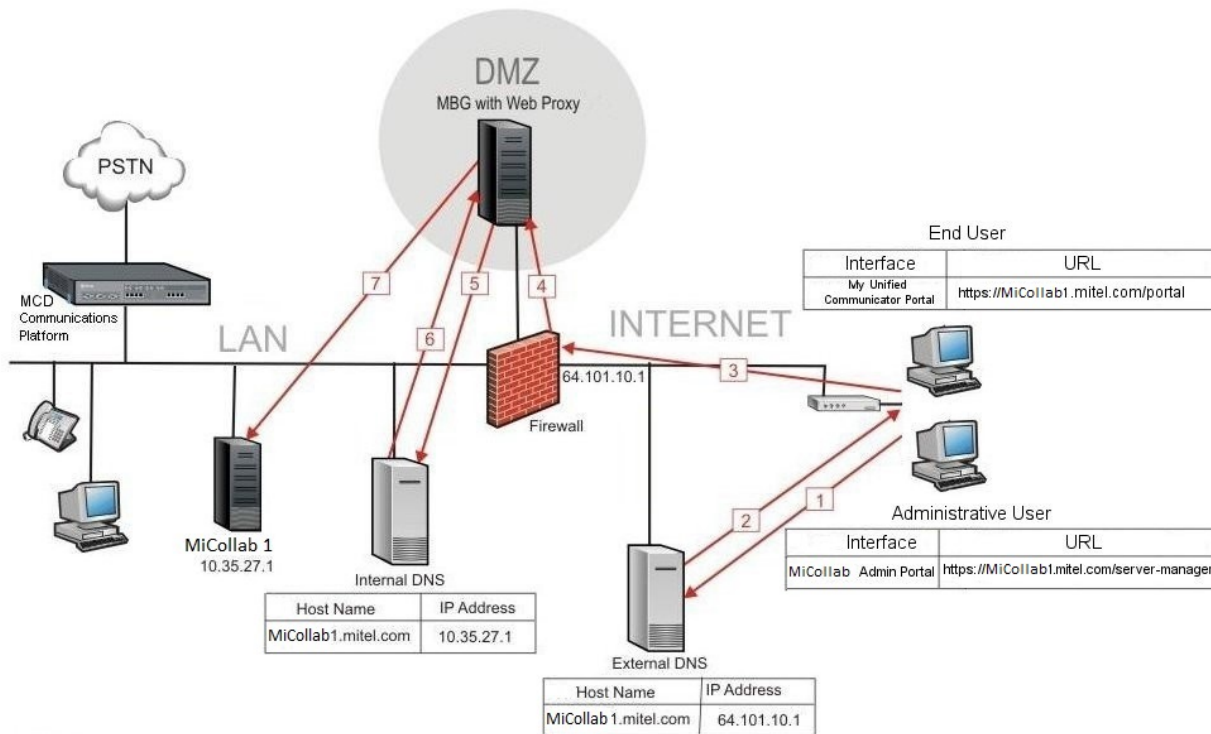 DMZ
MBG with Web Proxy
PSTN
MCD
Communications
Platform
LAN
INTERNET
7
6
5
4
3
2
1
64.101.10.1
Firewall
End User
Interface
URL
My Unified
Communicator Portal
https://MiCollab1.mitel.com/portal
Administrative User
Interface
URL
MiCollab Admin Portal
https://MiCollab1.mitel.com/server-manager
MiCollab 1
10.35.27.1
Internal DNS
Host Name
IP Address
MiCollab1.mitel.com
10.35.27.1
External DNS
Host Name
IP Address
MiCollab1.mitel.com
64.101.10.1